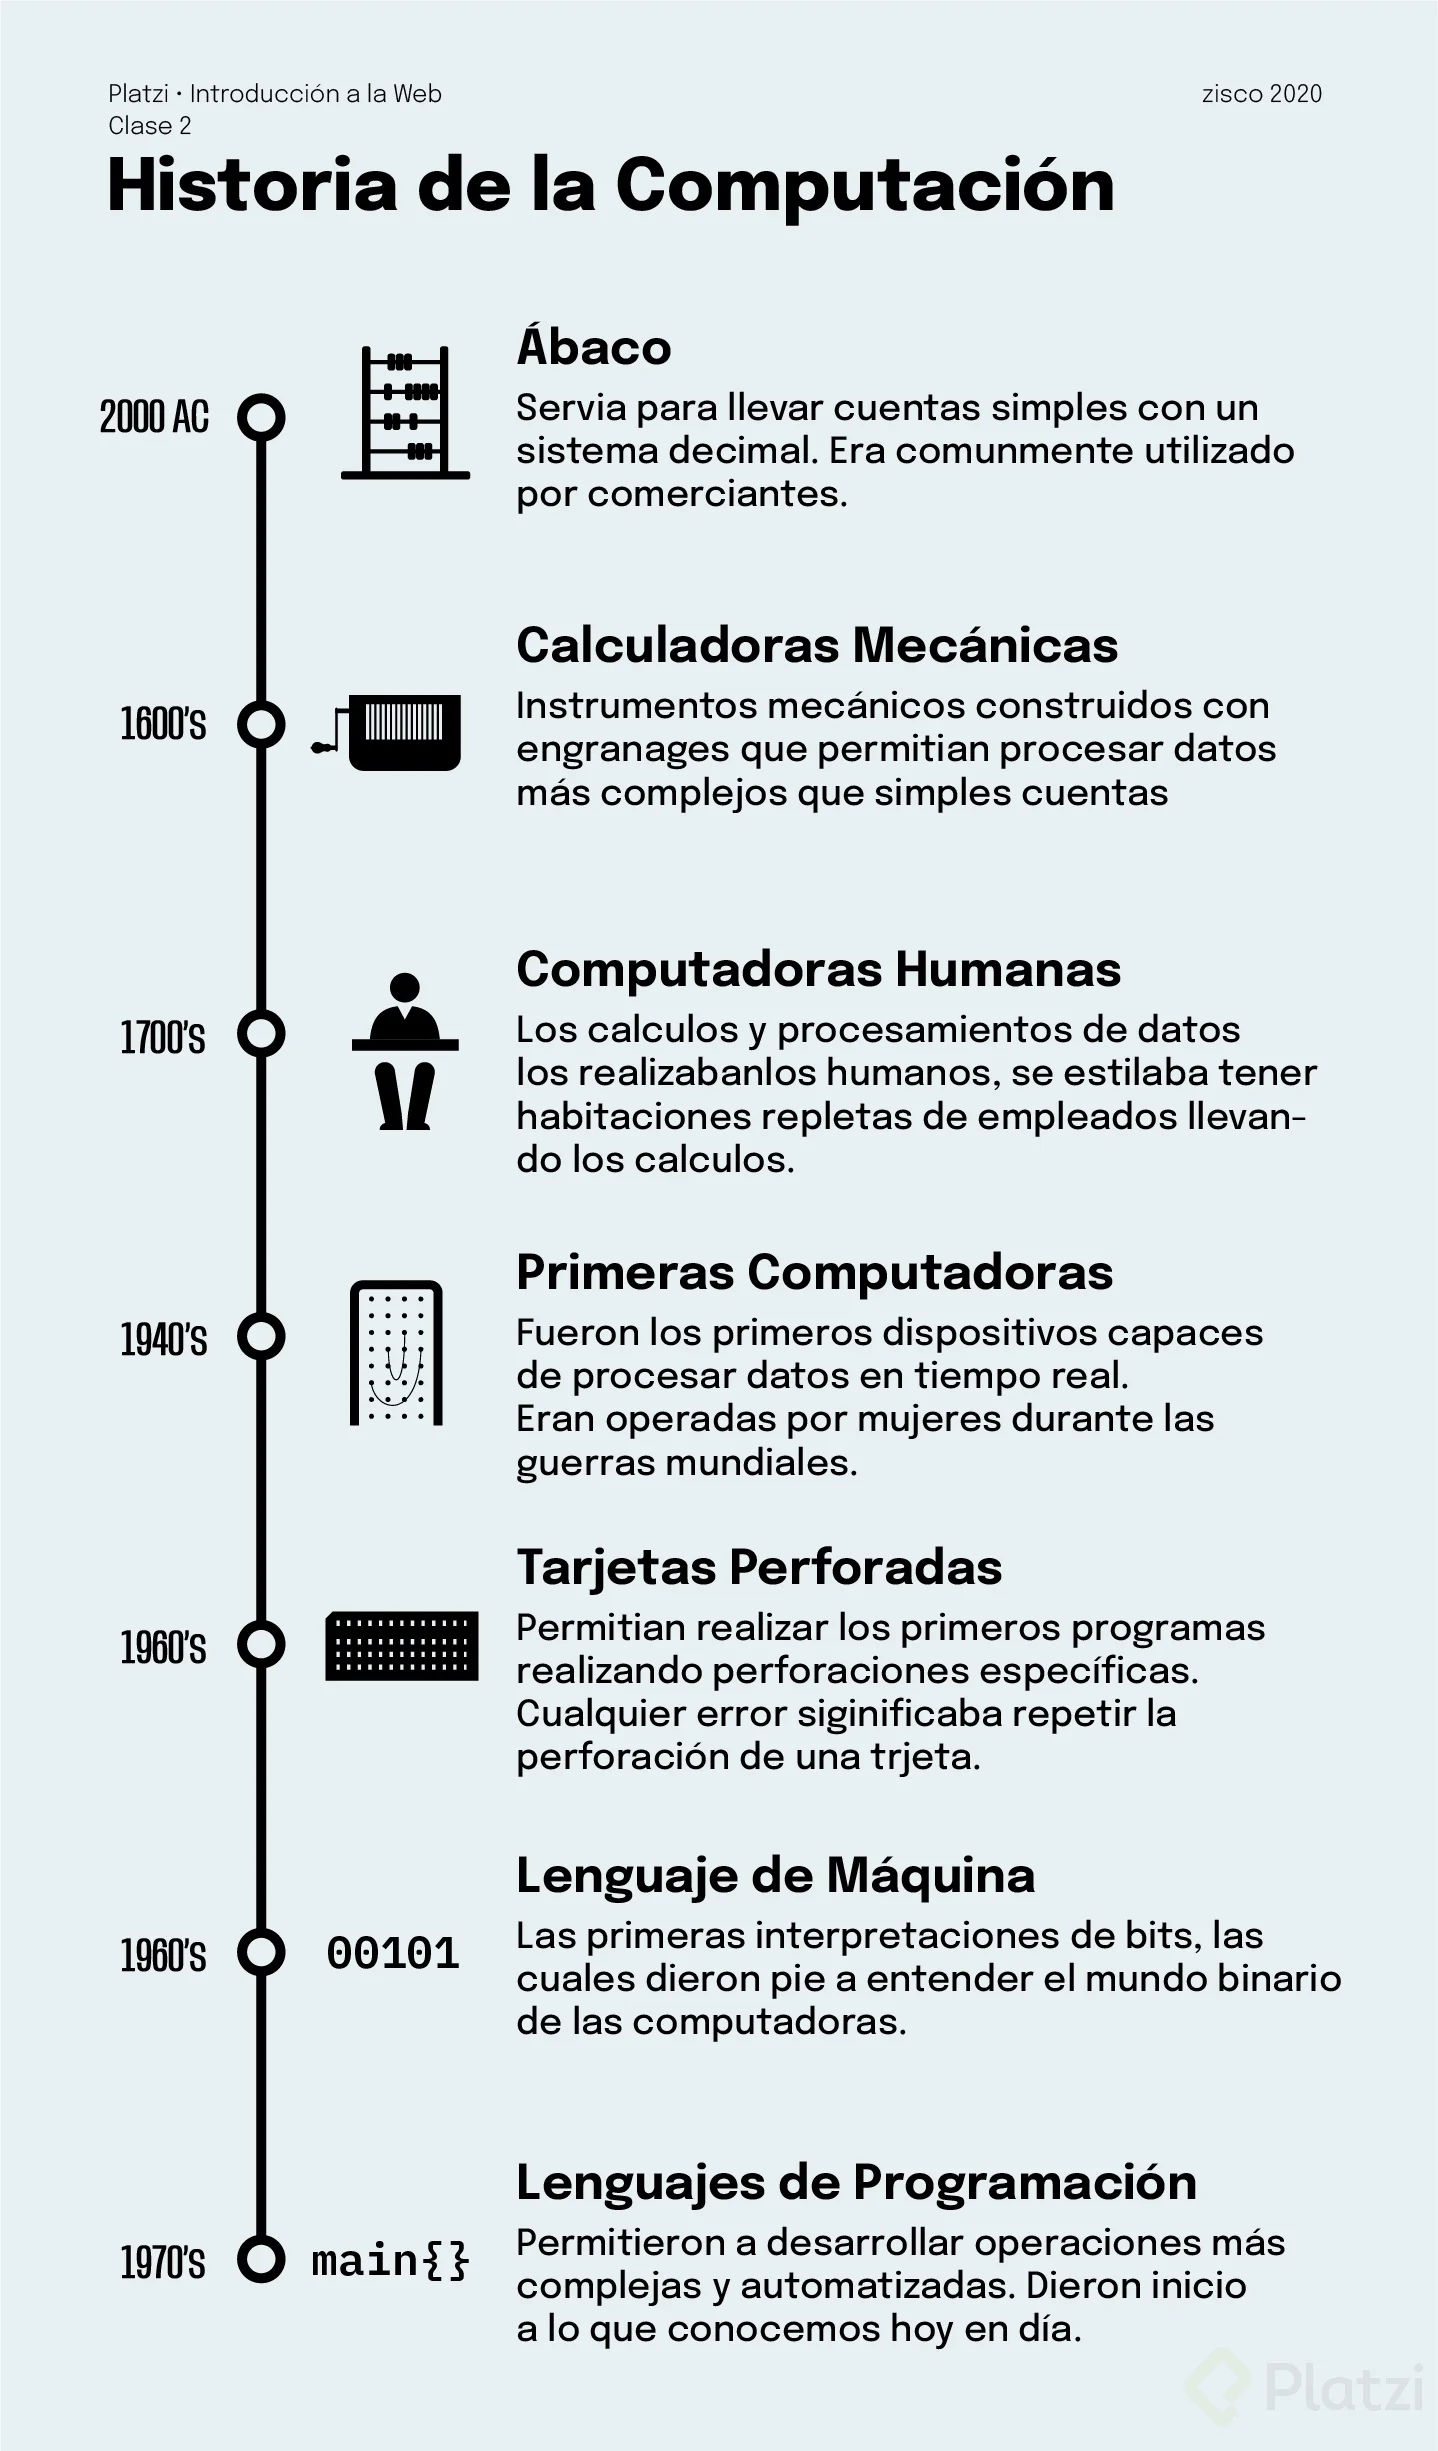 Platzi • Introducción a la Web
zisco 2020
Clase 2
Historia de la Computación
2000 AC
Ábaco
Servia para llevar cuentas simples con un
sistema decimal. Era comunmente utilizado
por comerciantes.
1600's
Calculadoras Mecánicas
Instrumentos mecánicos construidos con
engranages que permitian procesar datos
más complejos que simples cuentas
1700's
Computadoras Humanas
Los calculos y procesamientos de datos
los realizabanlos humanos, se estilaba tener
habitaciones repletas de empleados llevan-
do los calculos.
1940's
Primeras Computadoras
Fueron los primeros dispositivos capaces
de procesar datos en tiempo real.
Eran operadas por mujeres durante las
guerras mundiales.
1960's
Tarjetas Perforadas
Permitian realizar los primeros programas
realizando perforaciones específicas.
Cualquier error siginificaba repetir la
perforación de una trjeta.
1960's
00101
Lenguaje de Máquina
Las primeras interpretaciones de bits, las
cuales dieron pie a entender el mundo binario
de las computadoras.
1970's
main{}
Lenguajes de Programación
Permitieron a desarrollar operaciones más
complejas y automatizadas. Dieron inicio
a lo que conocemos hoy en día.
Platzi